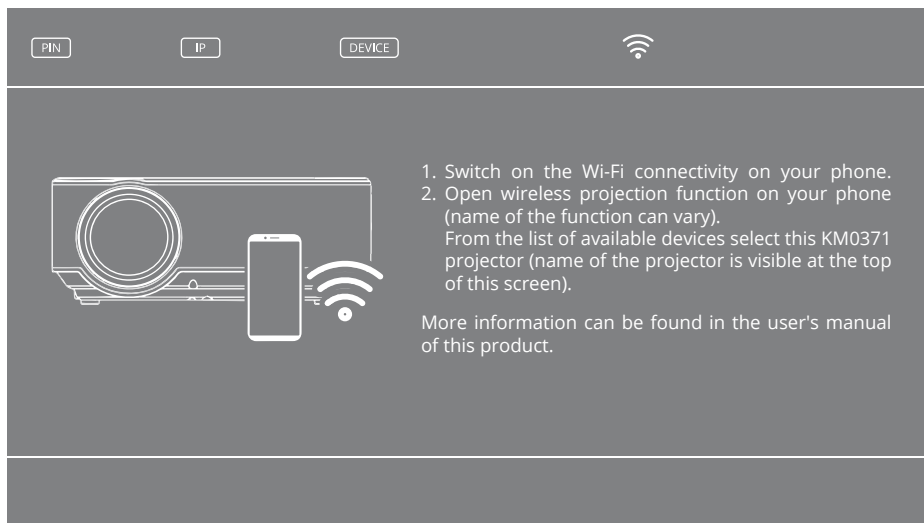 PIN
IP
DEVICE
1. Switch on the Wi-Fi connectivity on your phone.
2. Open wireless projection function on your phone
(name of the function can vary).
From the list of available devices select this KM0371
projector (name of the projector is visible at the top
of this screen).
More information can be found in the user's manual
of this product.